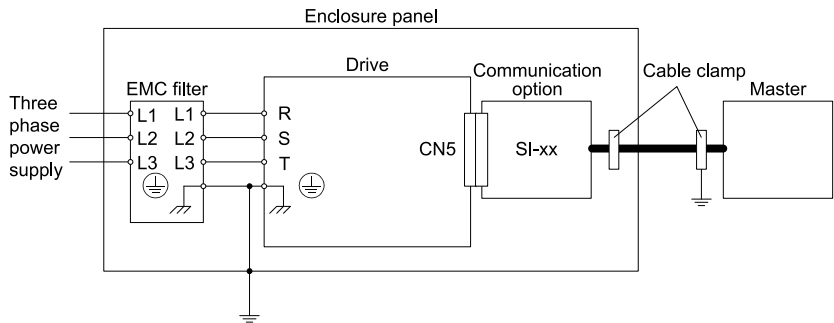 Enclosure panel
Drive
Communication
option
Cable clamp
Master
EMC filter
Three
phase
power
supply
L1 L1 R
L2 L2 S
L3 L3 T
CN5
SI-xx